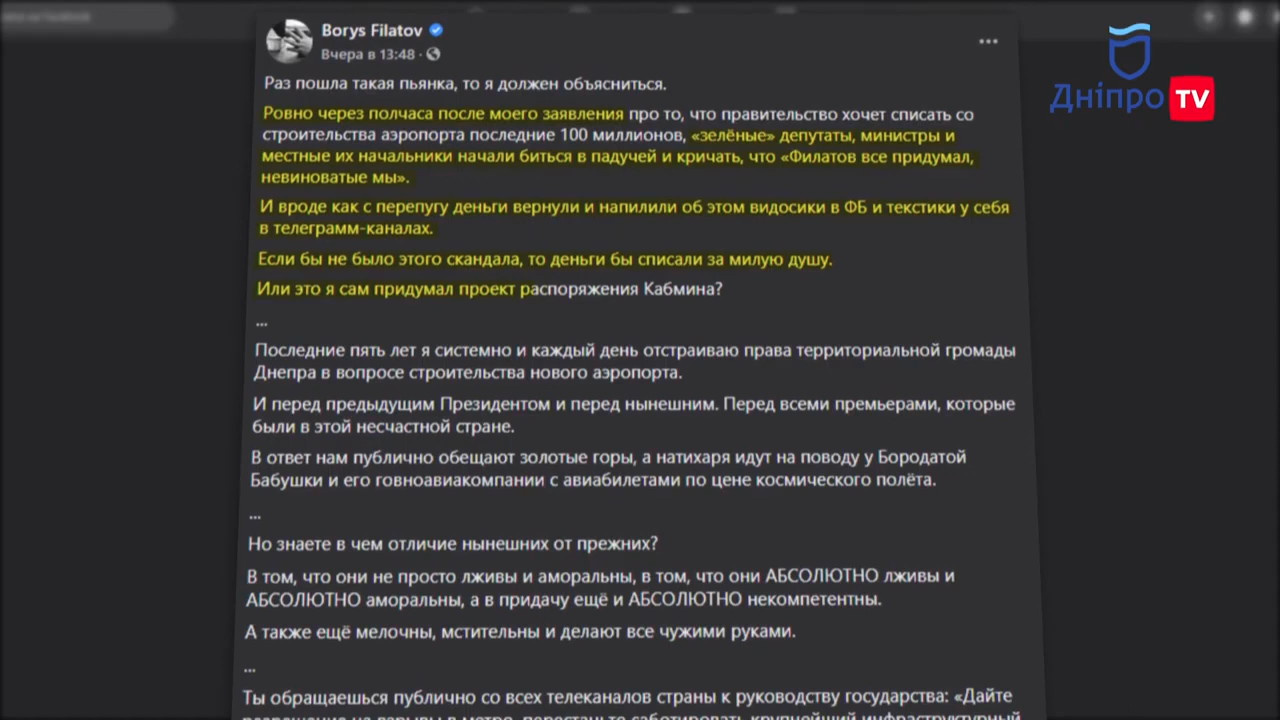 Borys Filatov
Вчера в 13:48 ·
Дніпро TV
Раз пошла такая пьянка, то я должен объясниться.
Ровно через полчаса после моего заявления про то, что правительство хочет списать со
строительства аэропорта последние 100 миллионов, «зелёные» депутаты, министры и
местные их начальники начали биться в падучей и кричать, что «Филатов все придумал,
невиноватые мы».
И вроде как с перепугу деньги вернули и напилили об этом видосики в ФБ и текстики у себя
в телеграмм-каналах.
Если бы не было этого скандала, то деньги бы списали за милую душу.
Или это я сам придумал проект распоряжения Кабмина?
...
Последние пять лет я системно и каждый день отстраиваю права территориальной громады
Днепра в вопросе строительства нового аэропорта.
И перед предыдущим Президентом и перед нынешним. Перед всеми премьерами, которые
были в этой несчастной стране.
В ответ нам публично обещают золотые горы, а натихаря идут на поводу у Бородатой
Бабушки и его говноавиакомпании с авиабилетами по цене космического полёта.
...
Но знаете в чем отличие нынешних от прежних?
В том, что они не просто лживы и аморальны, в том, что они АБСОЛЮТНО лживы и
АБСОЛЮТНО аморальны, а в придачу ещё и АБСОЛЮТНО некомпетентны.
А также ещё мелочны, мстительны и делают все чужими руками.
...
Ты обращаешься публично со всех телеканалов страны к руководству государства: «Дайте